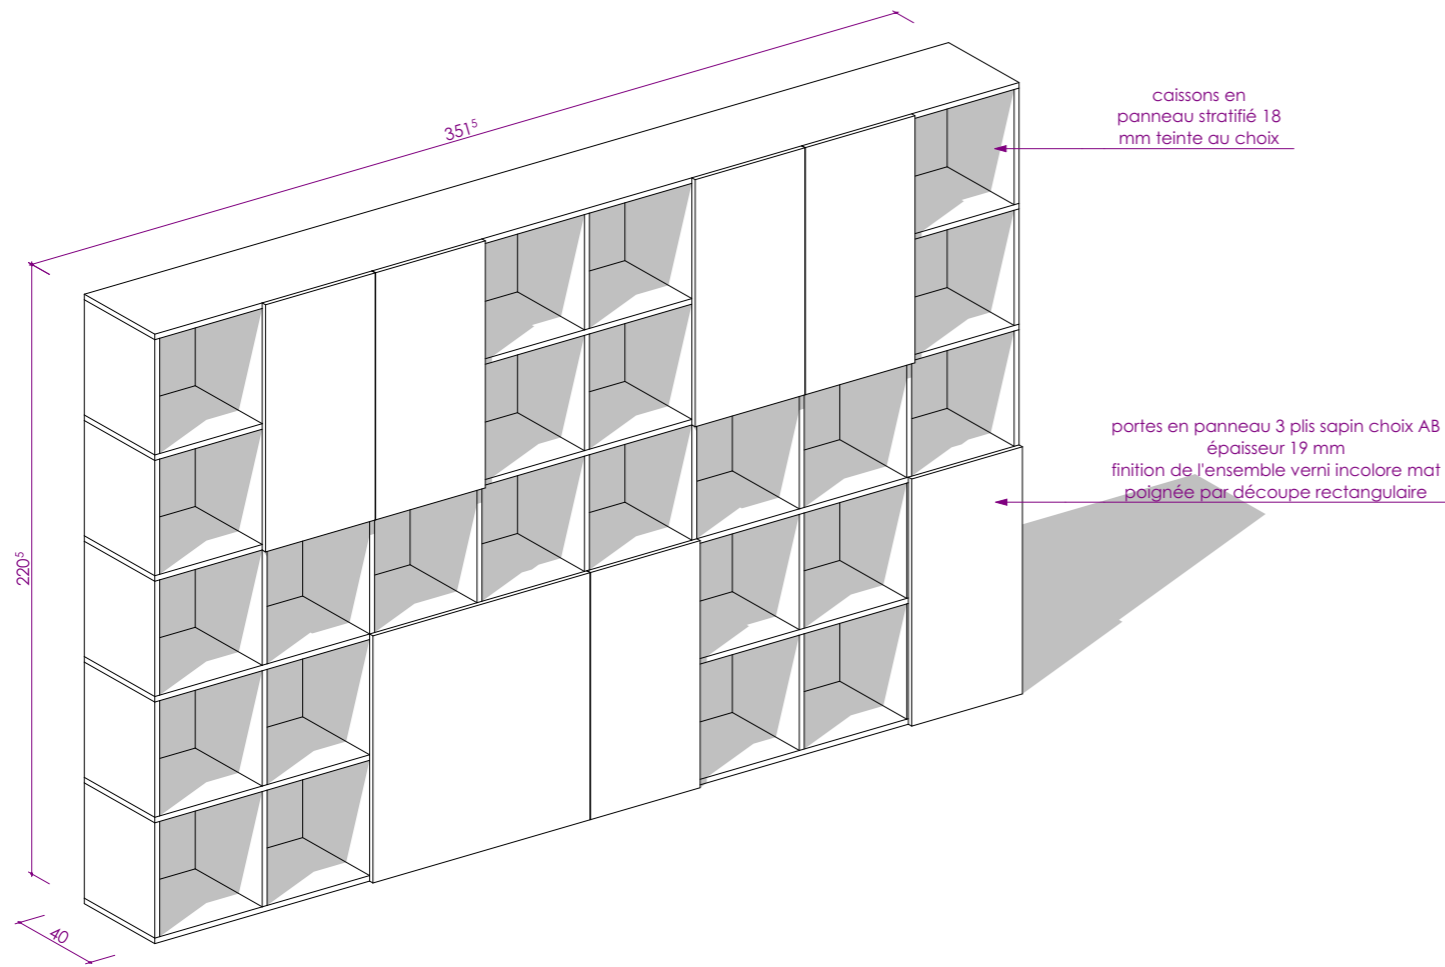 351⁵
caissons en
panneau stratifié 18
mm teinte au choix
portes en panneau 3 plis sapin choix AB
épaisseur 19 mm
finition de l'ensemble verni incolore mat
poignée par découpe rectangulaire
220⁵
40